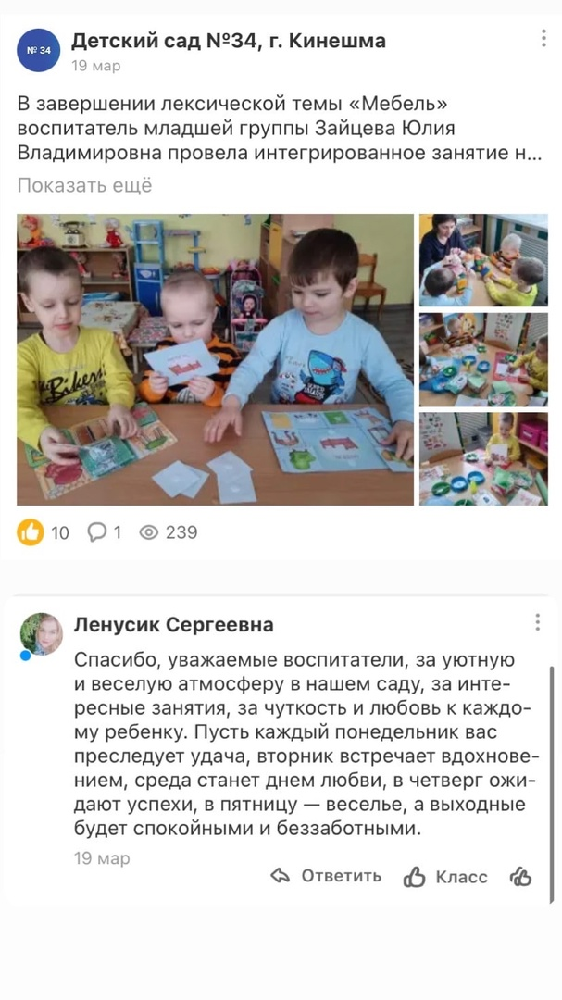 № 34
Детский сад №34, г. Кинешма
19 мар
В завершении лексической темы «Мебель»
воспитатель младшей группы Зайцева Юлия
Владимировна провела интегрированное занятие н...
Показать ещё
Bikers
10 1 239
Ленусик Сергеевна
Спасибо, уважаемые воспитатели, за уютную
и веселую атмосферу в нашем саду, за инте-
ресные занятия, за чуткость и любовь к каждо-
му ребенку. Пусть каждый понедельник вас
преследует удача, вторник встречает вдохнове-
нием, среда станет днем любви, в четверг ожи-
дают успехи, в пятницу — веселье, а выходные
будет спокойными и беззаботными.
19 мар
Ответить Класс